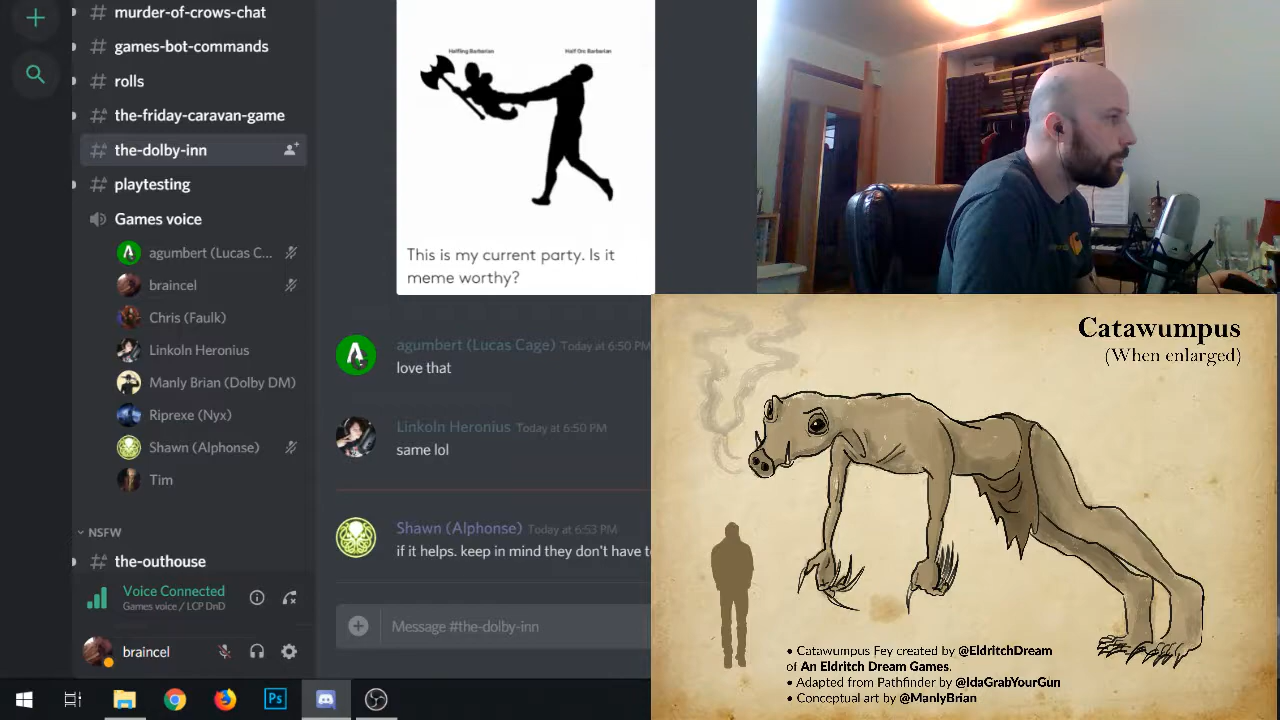 murder-of-crows-chat
games-bot-commands
rolls
the-friday-caravan-game
the-dolby-inn
playtesting
Games voice
agumbert (Lucas C...
braincel
Chris (Faulk)
Linkoln Heronius
Manly Brian (Dolby DM)
Riprexe (Nyx)
Shawn (Alphonse)
Tim
NSFW
the-outhouse
Voice Connected
Games voice / LCP DnD
braincel
Halfling Barbarian
Half Orc Barbarian
This is my current party. Is it
meme worthy?
agumbert (Lucas Cage) Today at 6:50 PM
love that
Linkoln Heronius Today at 6:50 PM
same lol
Shawn (Alphonse) Today at 6:53 PM
if it helps. keep in mind they don't have
Message #the-dolby-inn
Catawumpus
(When enlarged)
• Catawumpus Fey created by @EldritchDream
of An Eldritch Dream Games.
• Adapted from Pathfinder by @IdaGrabYourGun
• Conceptual art by @ManlyBrian
Ps